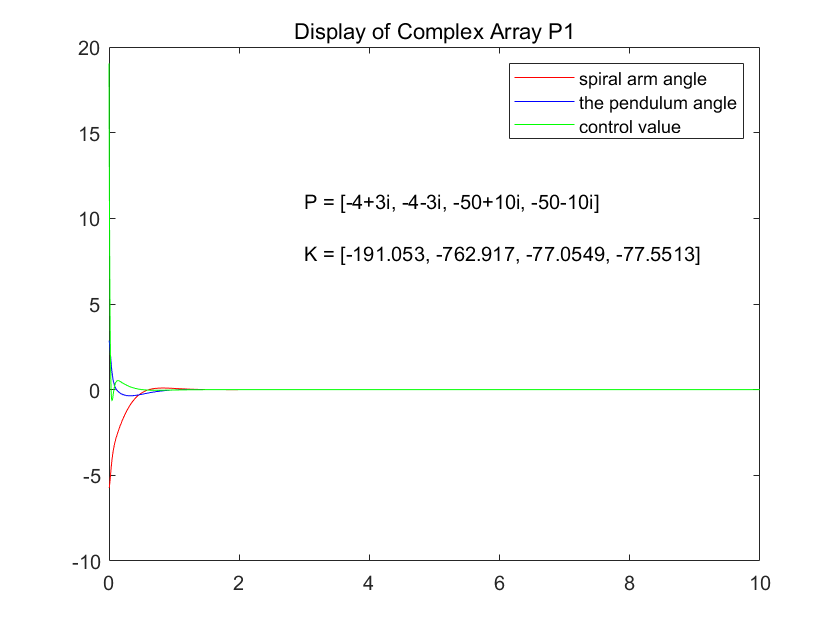 Display of Complex Array P1
20
15
10
5
0
-5
-10
0 2 4 6 8 10
spiral arm angle
the pendulum angle
control value
P = [-4+3i, -4-3i, -50+10i, -50-10i]
K = [-191.053, -762.917, -77.0549, -77.5513]